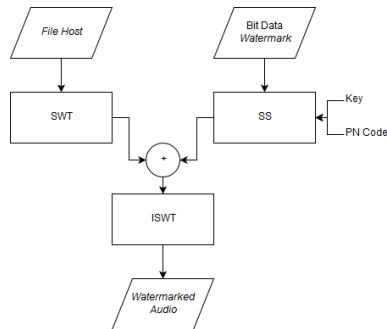 File Host
Bit Data
Watermark
SWT
SS
Key
PN Code
+
ISWT
Watermarked
Audio